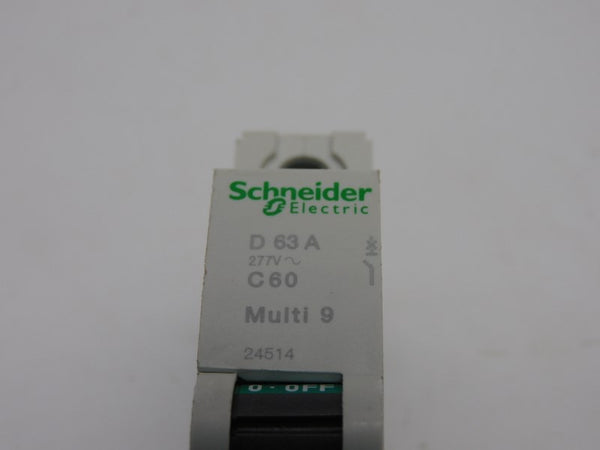 Schneider
Electric
D 63 A
277V ~
C60
Multi 9
24514
O · OFF